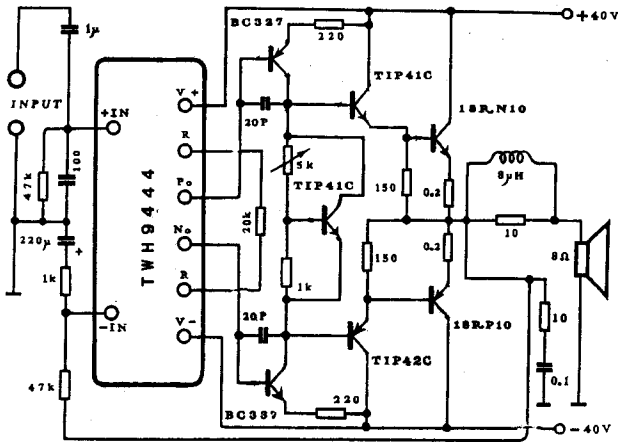 BC327
220
+40V
1μ
TIP41C
V+
INPUT
20P
18R.N10
+IN
R
5k
8μH
47k
100
TIP41C
150
0.2
Po
20k
10
220μ
+
No
TWH9444
150
0.2
8Ω
1k
1k
R
18RP10
-IN
20P
10
V-
TIP42C
47k
0.1
220
BC337
-40V